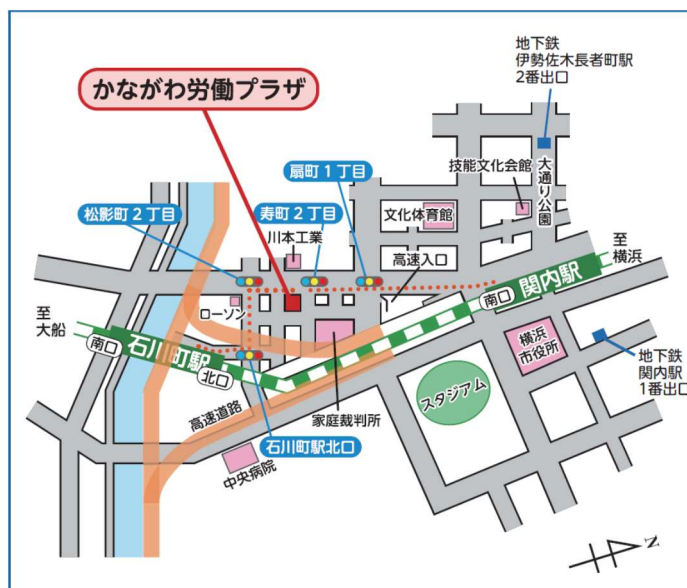 地下鉄
伊勢佐木長者町駅
2番出口
かながわ労働プラザ
扇町1丁目
技能文化会館
大通り公園
松影町2丁目
寿町2丁目
文化体育館
川本工業
高速入口
至
横浜
関内駅
南口
ローソン
至
大船
南口
石川町駅
北口
横浜
市役所
地下鉄
関内駅
1番出口
スタジアム
高速道路
家庭裁判所
石川町駅北口
中央病院
N